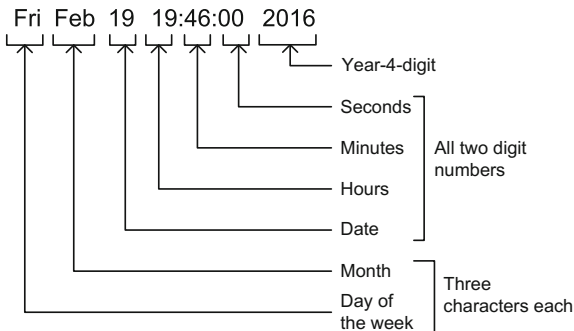 Fri Feb 19 19:46:00 2016
Year-4-digit
Seconds
Minutes
Hours
Date
All two digit
numbers
Month
Day of
the week
Three
characters each